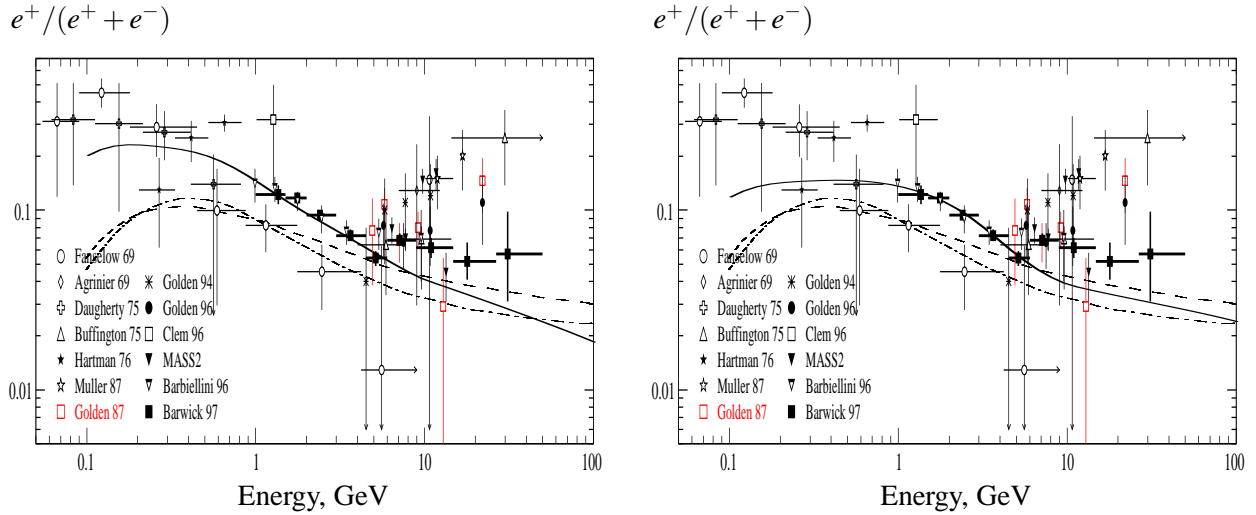 e⁺/(e⁺ + e⁻)
0.1
0.01
Fanselow 69
Agrinier 69
Daugherty 75
Buffington 75
Hartman 76
Muller 87
Golden 87
Golden 94
Golden 96
Clem 96
MASS2
Barbiellini 96
Barwick 97
0.1 1 10 100
Energy, GeV
e⁺/(e⁺ + e⁻)
0.1
0.01
Fanselow 69
Agrinier 69
Daugherty 75
Buffington 75
Hartman 76
Muller 87
Golden 87
Golden 94
Golden 96
Clem 96
MASS2
Barbiellini 96
Barwick 97
0.1 1 10 100
Energy, GeV